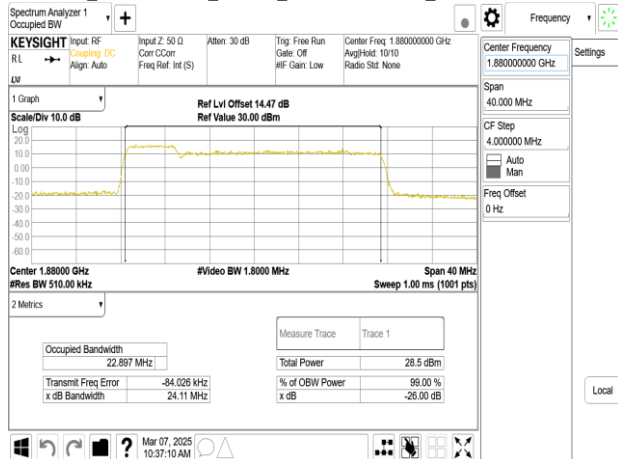 Spectrum Analyzer 1
Occupied BW
Frequency
Settings
KEYSIGHT
RL
Input: RF
Coupling: DC
Align: Auto
Input Z: 50 Ω
Corr CCorr
Freq Ref: Int (S)
Atten: 30 dB
Trig: Free Run
Gate: Off
#IF Gain: Low
Center Freq: 1.880000000 GHz
Avg|Hold: 10/10
Radio Std: None
Center Frequency
1.880000000 GHz
Span
40.000 MHz
CF Step
4.000000 MHz
Auto
Man
Freq Offset
0 Hz
Local
1 Graph
Scale/Div 10.0 dB
Ref Lvl Offset 14.47 dB
Ref Value 30.00 dBm
Log
20.0
10.0
0.00
-10.0
-20.0
-30.0
-40.0
-50.0
-60.0
Center 1.88000 GHz
#Video BW 1.8000 MHz
Span 40 MHz
#Res BW 510.00 kHz
Sweep 1.00 ms (1001 pts)
2 Metrics
Measure Trace
Trace 1
Occupied Bandwidth
22.897 MHz
Total Power
28.5 dBm
Transmit Freq Error
-84.026 kHz
% of OBW Power
99.00 %
x dB Bandwidth
24.11 MHz
x dB
-26.00 dB
Mar 07, 2025
10:37:10 AM